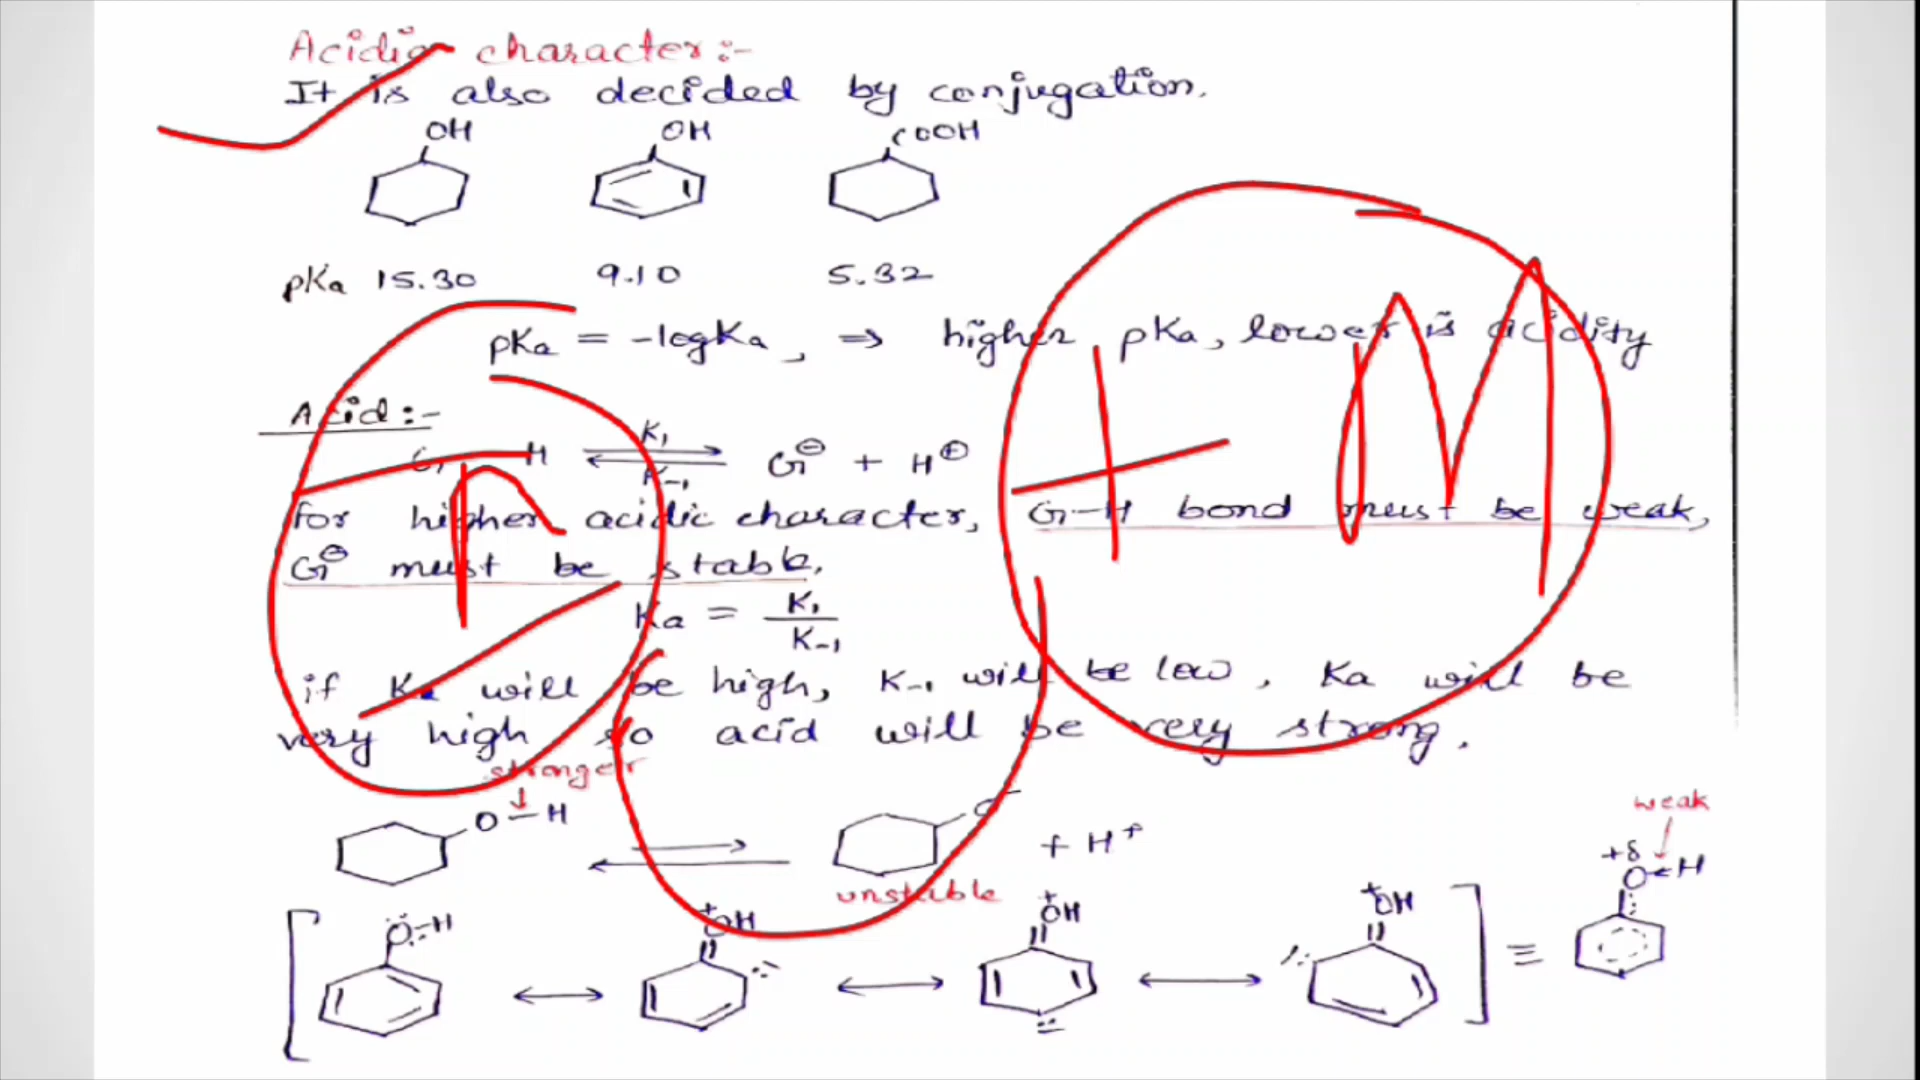 Acidic character:-
It is also decided by conjugation.
OH OH COOH
pKa 15.30 9.10 5.32
pKa = -logKa, ⇒ higher pKa, lower is acidity
Acid:-
G-H ⇌ G⊖ + H⊕
K₁
K₋₁
for higher acidic character, G-H bond must be weak,
G⊖ must be stable.
Ka = K₁/K₋₁
if K₁ will be high, K₋₁ will be low, Ka will be
very high so acid will be very strong.
stronger
O-H ⇌ O⁻ + H⁺
unstable
weak
+δ
O-H
[ Ö-H ↔ +OH ↔ +OH ↔ +OH ] ≡
+M